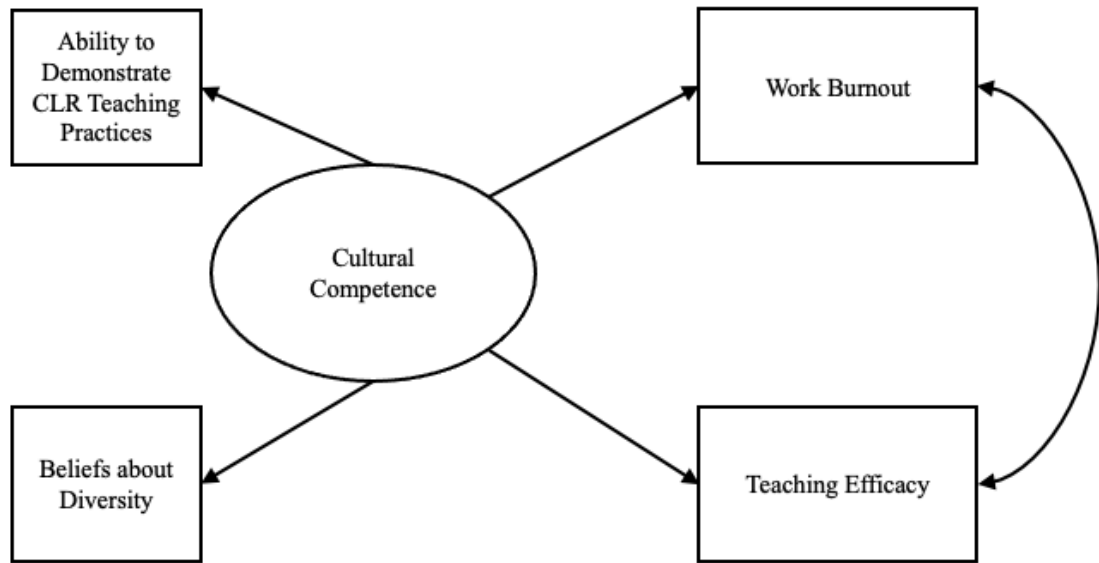 Ability to
Demonstrate
CLR Teaching
Practices
Work Burnout
Cultural
Competence
Beliefs about
Diversity
Teaching Efficacy